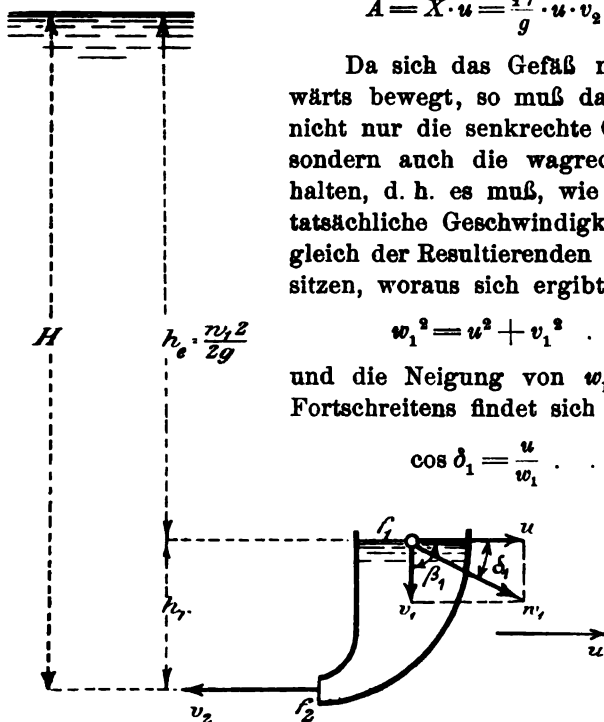 A = X · u = g · u · v₂
Da sich das Gefäß
wärts bewegt, so muß da
nicht nur die senkrechte
sondern auch die wagrec
halten, d. h. es muß, wie
tatsächliche Geschwindigk
gleich der Resultierenden
sitzen, woraus sich ergibt
w₁² = u² + v₁² .
und die Neigung von w₁
Fortschreitens findet sich
cos δ₁ = u/w₁ . .
H
hₑ = w₁²/2g
hᵣ
f₁
u
β₁
δ₁
v₁
w₁
u
v₂
f₂